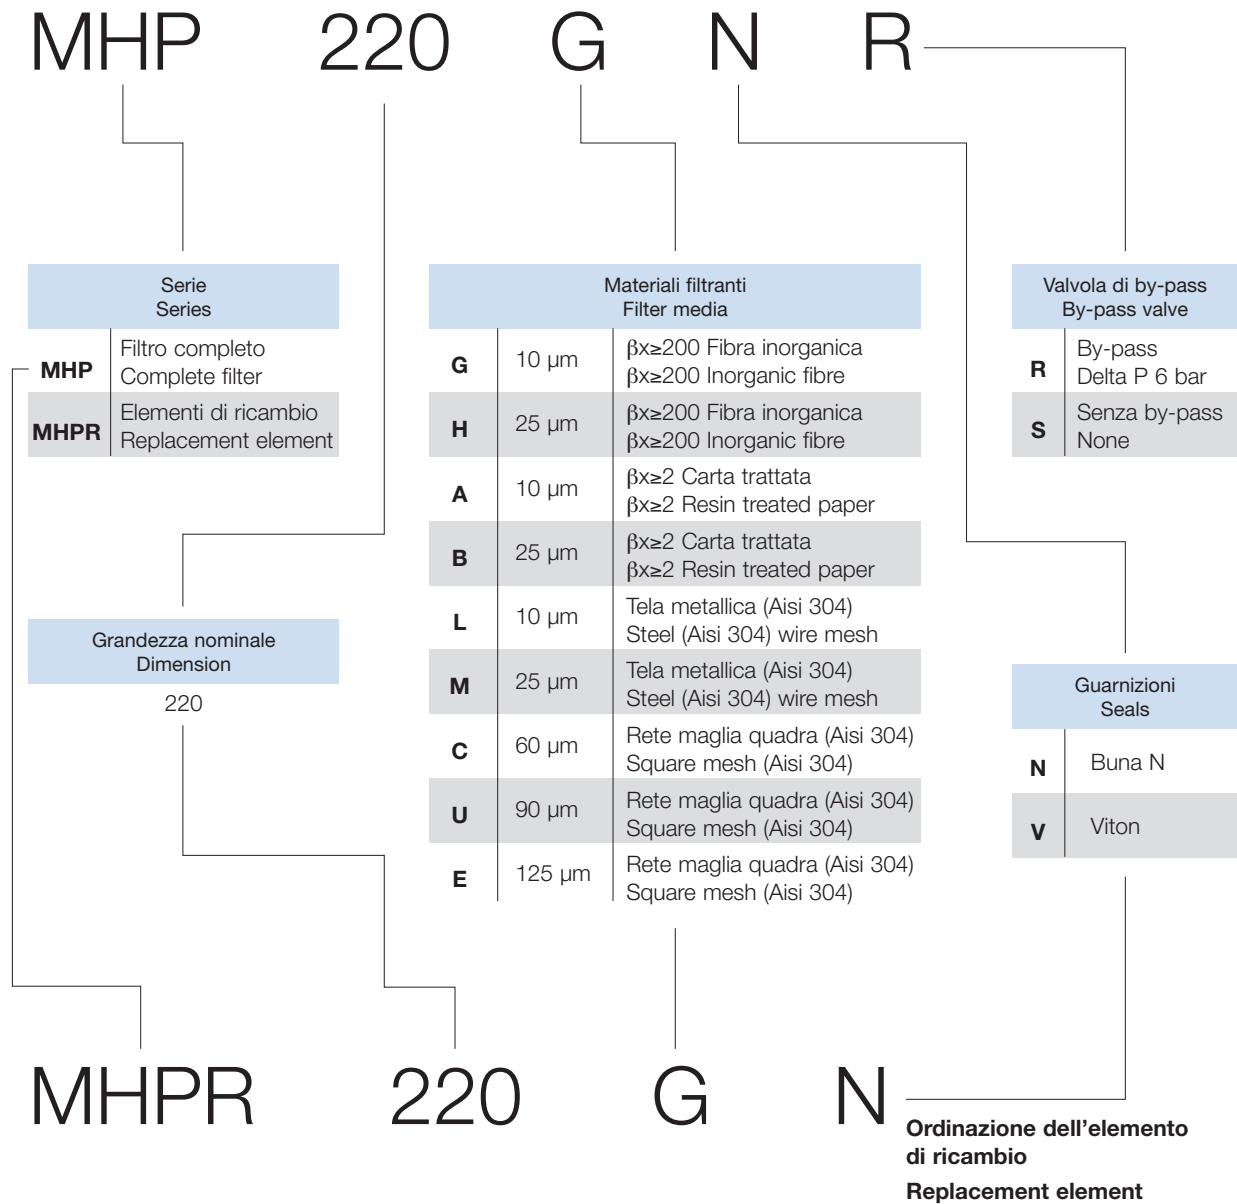 MHP 220 G N R
Serie
Series
MHP
Filtro completo
Complete filter
MHPR
Elementi di ricambio
Replacement element
Grandezza nominale
Dimension
220
Materiali filtranti
Filter media
G 10 µm βx≥200 Fibra inorganica
βx≥200 Inorganic fibre
H 25 µm βx≥200 Fibra inorganica
βx≥200 Inorganic fibre
A 10 µm βx≥2 Carta trattata
βx≥2 Resin treated paper
B 25 µm βx≥2 Carta trattata
βx≥2 Resin treated paper
L 10 µm Tela metallica (Aisi 304)
Steel (Aisi 304) wire mesh
M 25 µm Tela metallica (Aisi 304)
Steel (Aisi 304) wire mesh
C 60 µm Rete maglia quadra (Aisi 304)
Square mesh (Aisi 304)
U 90 µm Rete maglia quadra (Aisi 304)
Square mesh (Aisi 304)
E 125 µm Rete maglia quadra (Aisi 304)
Square mesh (Aisi 304)
Valvola di by-pass
By-pass valve
R By-pass
Delta P 6 bar
S Senza by-pass
None
Guarnizioni
Seals
N Buna N
V Viton
MHPR 220 G N
Ordinazione dell’elemento
di ricambio
Replacement element